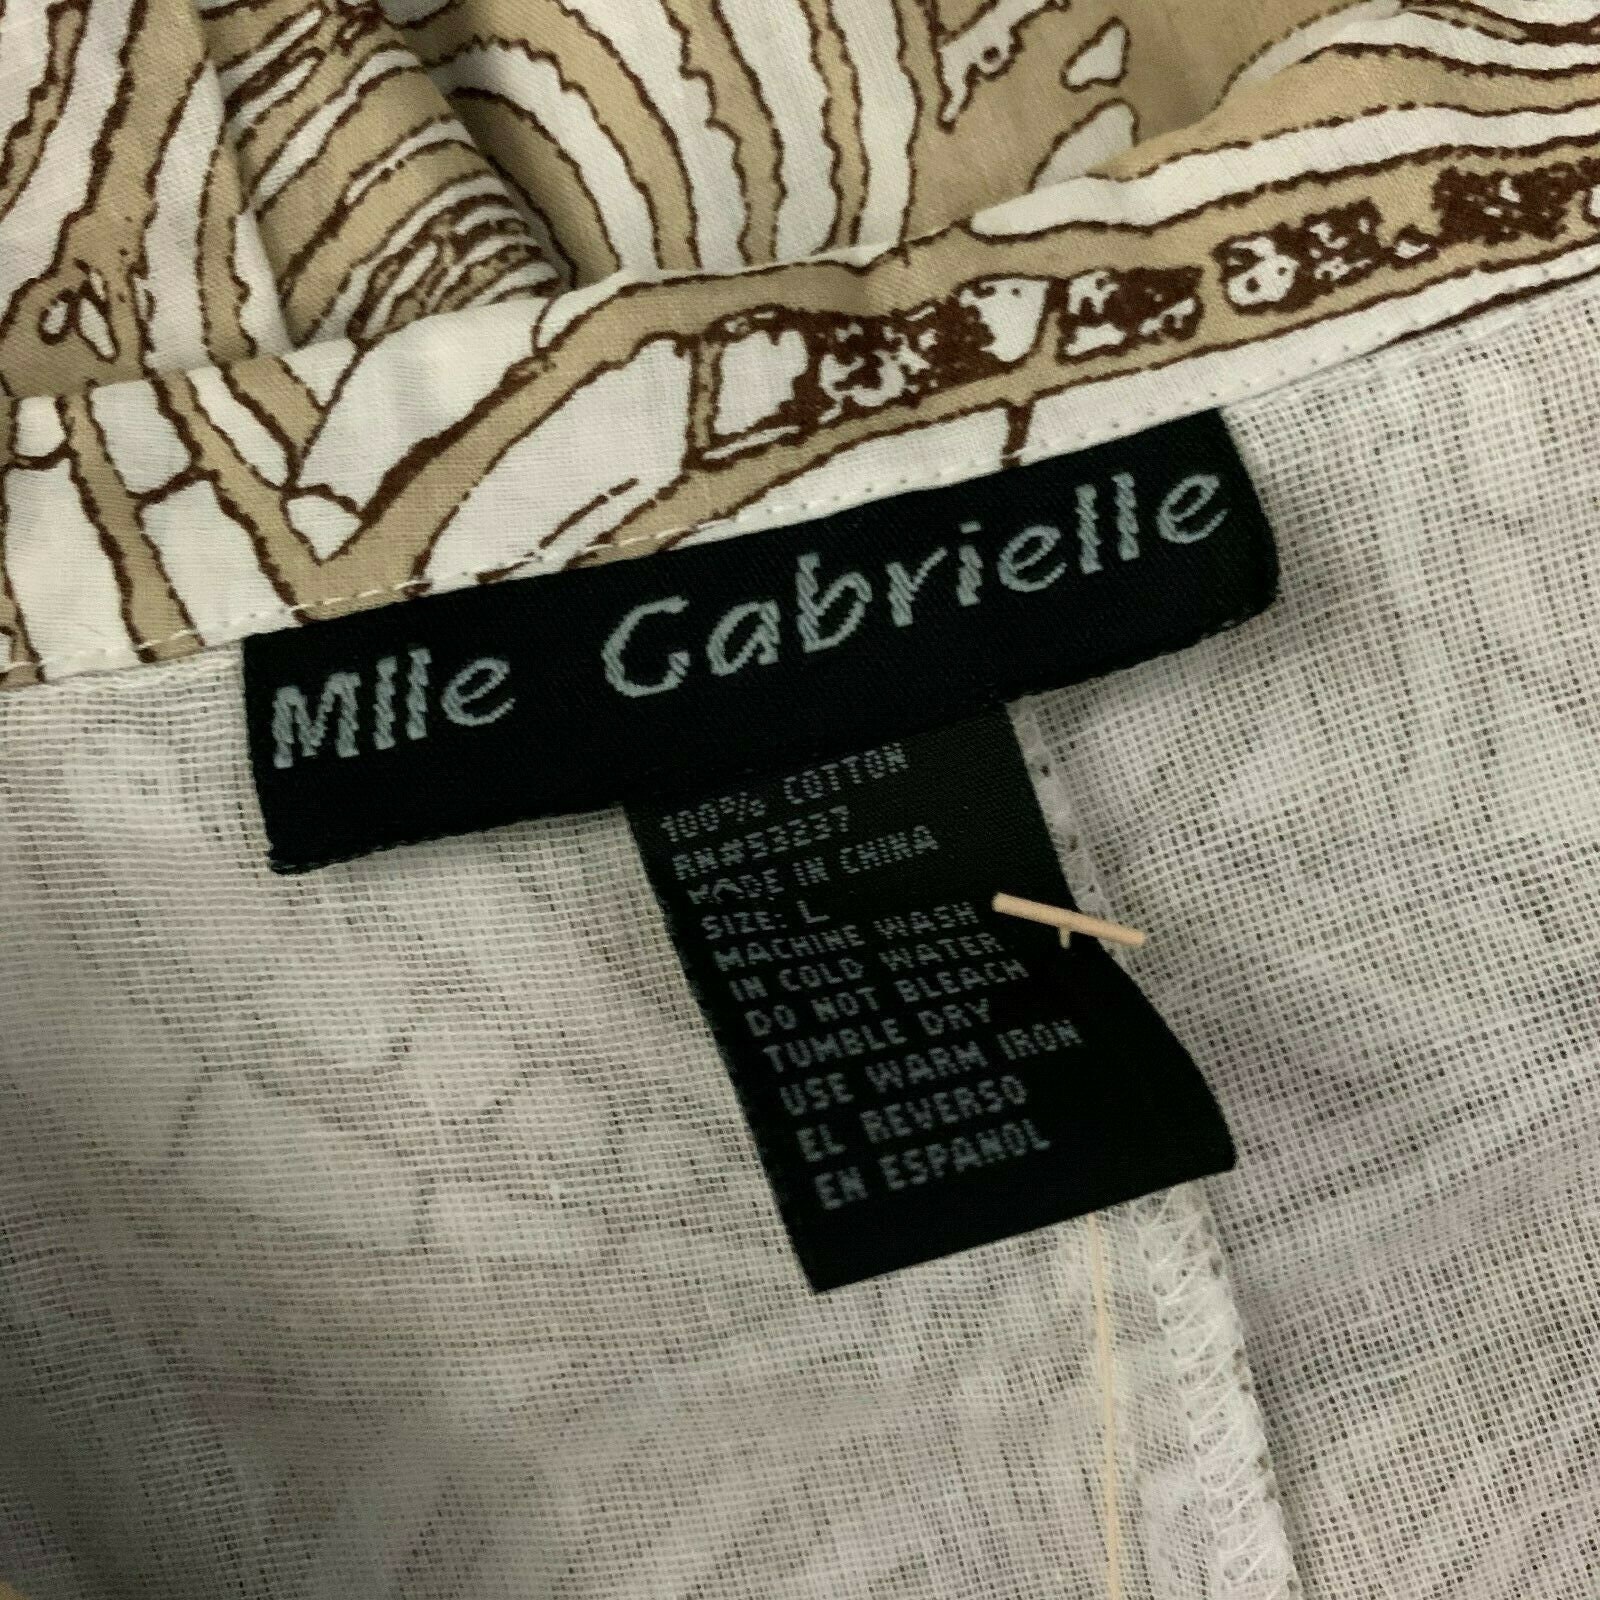 Mlle Gabrielle
100% COTTON
RN#53237
MADE IN CHINA
SIZE: L
MACHINE WASH
IN COLD WATER.
DO NOT BLEACH
TUMBLE DRY
USE WARM IRON
EL REVERSO
EN ESPANOL